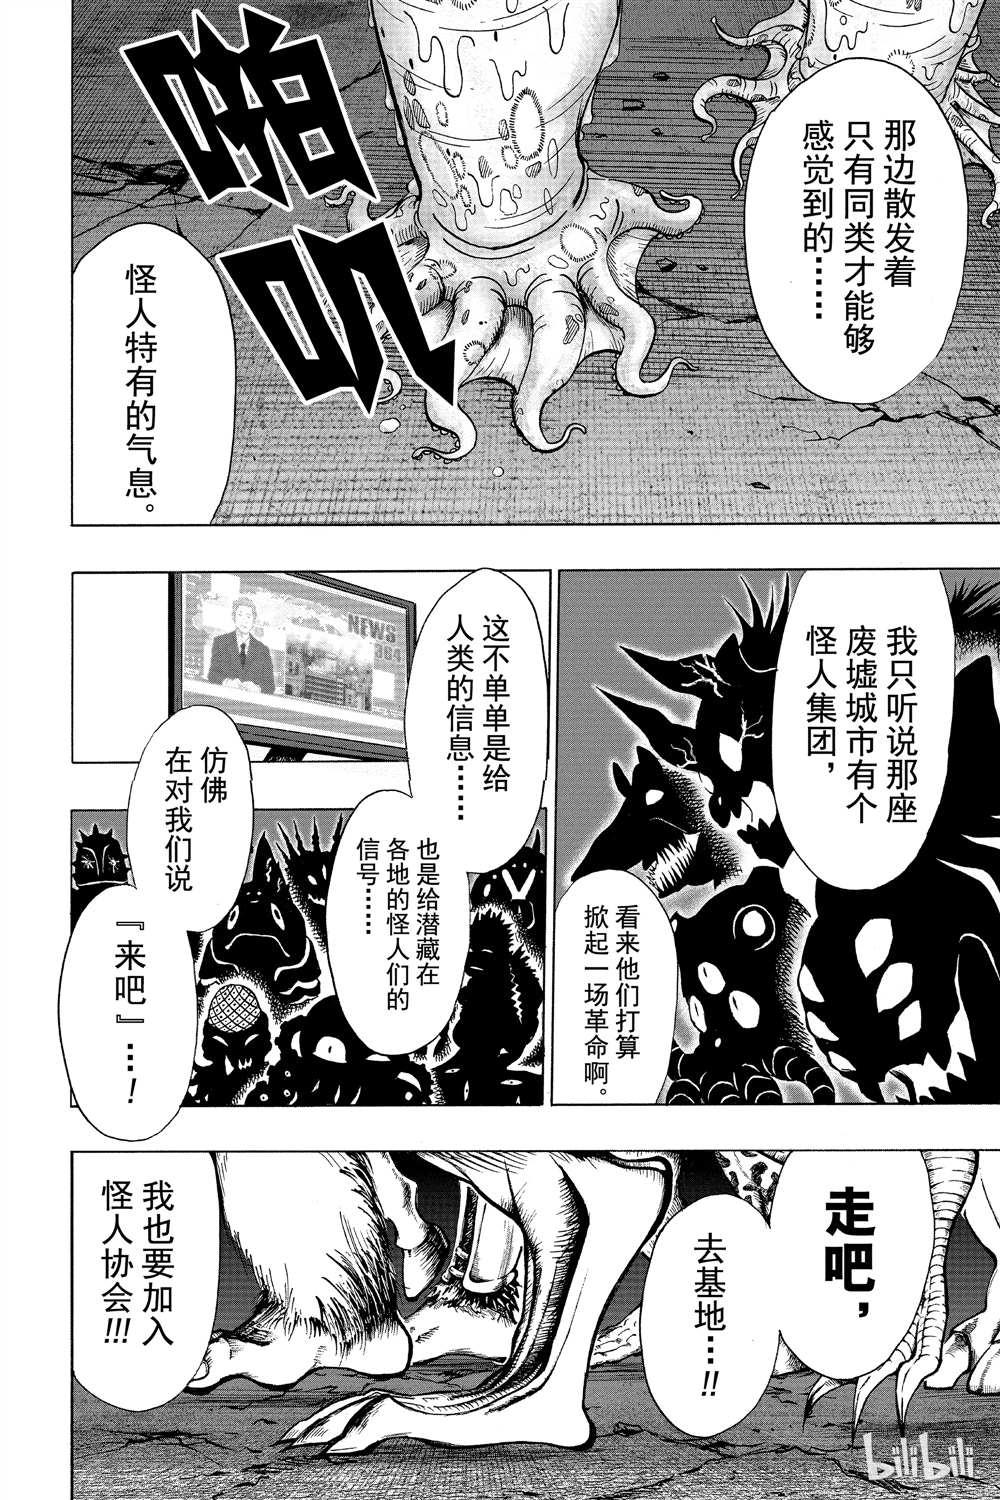 那边散发着
只有同类才能够
感觉到的……
啪
叽
怪人特有的气息。
我只听说那座
废墟城市有个
怪人集团，
看来他们打算
掀起一场革命啊。
NEWS
364
这不单单是给
人类的信息……
也是给潜藏在
各地的怪人们的
信号……
仿佛
在对我们说
『来吧』…!
走吧，
去基地…!!
我也要加入
怪人协会!!!
bilibili